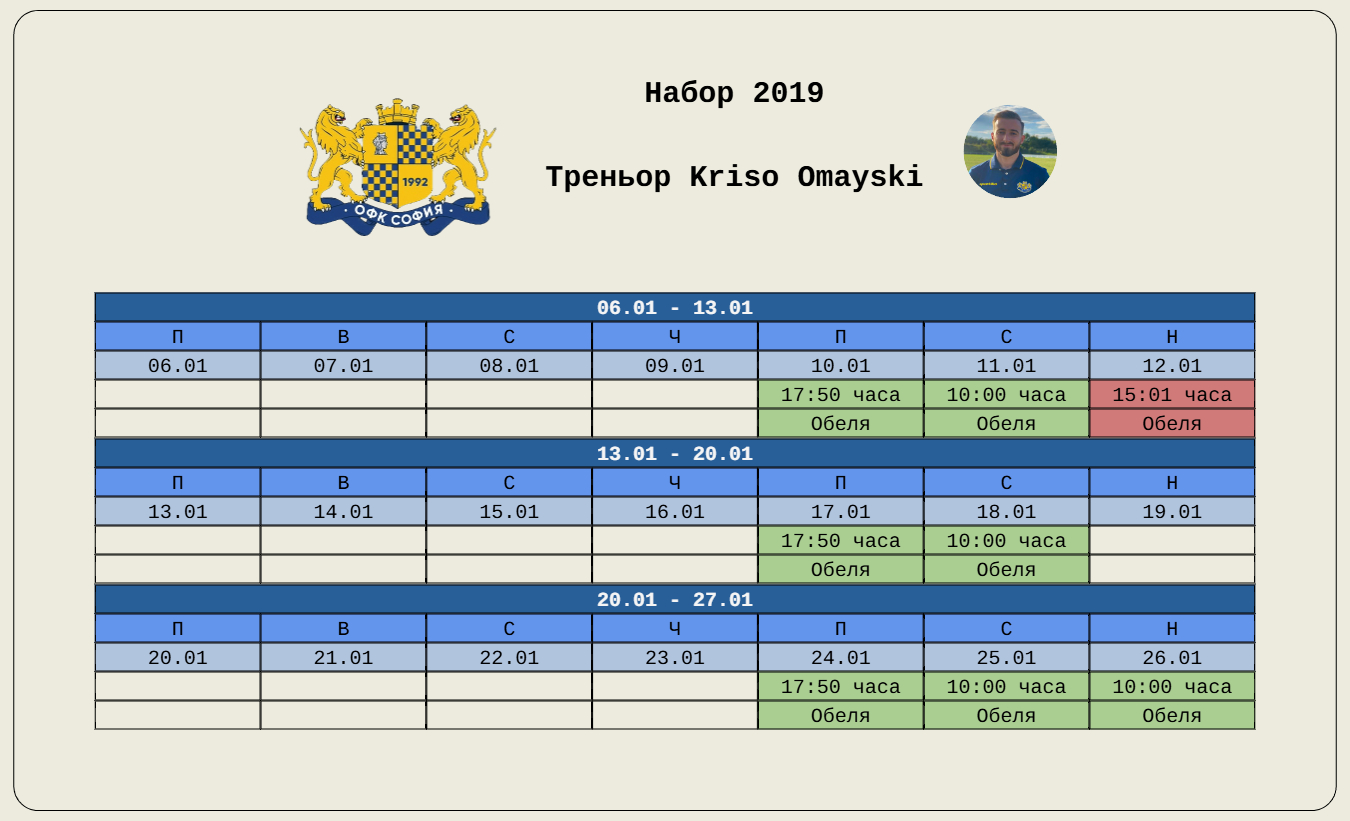 Набор 2019
Треньор Kriso Omayski
1992
ОФК СОФИЯ
06.01 - 13.01
П В С Ч П С Н
06.01 07.01 08.01 09.01 10.01 11.01 12.01
17:50 часа 10:00 часа 15:01 часа
Обеля Обеля Обеля
13.01 - 20.01
П В С Ч П С Н
13.01 14.01 15.01 16.01 17.01 18.01 19.01
17:50 часа 10:00 часа
Обеля Обеля
20.01 - 27.01
П В С Ч П С Н
20.01 21.01 22.01 23.01 24.01 25.01 26.01
17:50 часа 10:00 часа 10:00 часа
Обеля Обеля Обеля